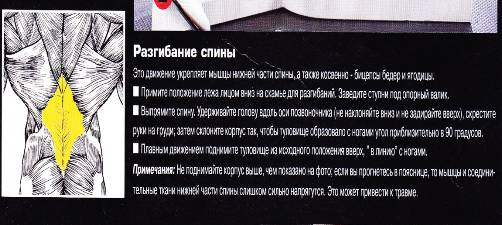 Разгибание спины
Это движение укрепляет мышцы нижней части спины, а также косвенно - бицепсы бедер и ягодицы.
■ Примите положение лежа лицом вниз на скамье для разгибаний. Заведите ступни под опорный валик.
■ Выпрямите спину. Удерживайте голову вдоль оси позвоночника (не наклоняйте вниз и не задирайте вверх), скрестите
руки на груди; затем склоните корпус так, чтобы туловище образовало с ногами угол приблизительно в 90 градусов.
■ Плавным движением поднимите туловище из исходного положения вверх, " в линию" с ногами.
Примечания: Не поднимайте корпус выше, чем показано на фото; если вы прогнетесь в пояснице, то мышцы и соедини-
тельные ткани нижней части спины слишком сильно напрягутся. Это может привести к травме.